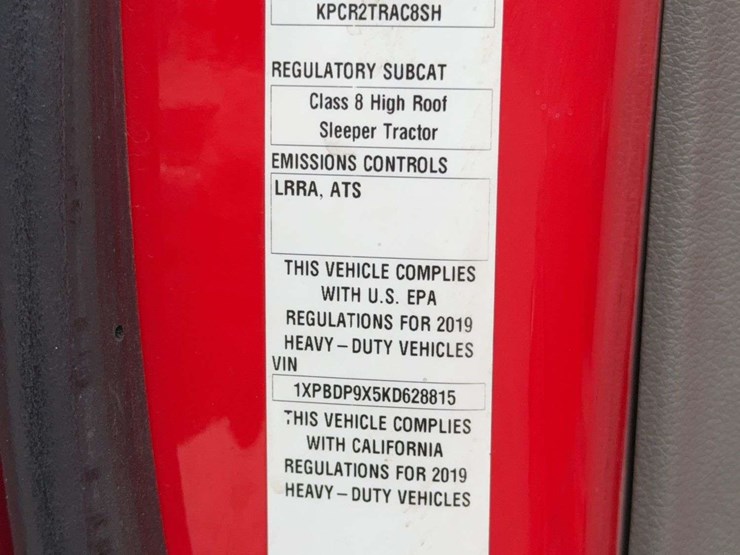 KPCR2TRAC8SH
REGULATORY SUBCAT
Class 8 High Roof
Sleeper Tractor
EMISSIONS CONTROLS
LRRA, ATS
THIS VEHICLE COMPLIES
WITH U.S. EPA
REGULATIONS FOR 2019
HEAVY – DUTY VEHICLES
VIN
1XPBDP9X5KD628815
THIS VEHICLE COMPLIES
WITH CALIFORNIA
REGULATIONS FOR 2019
HEAVY – DUTY VEHICLES